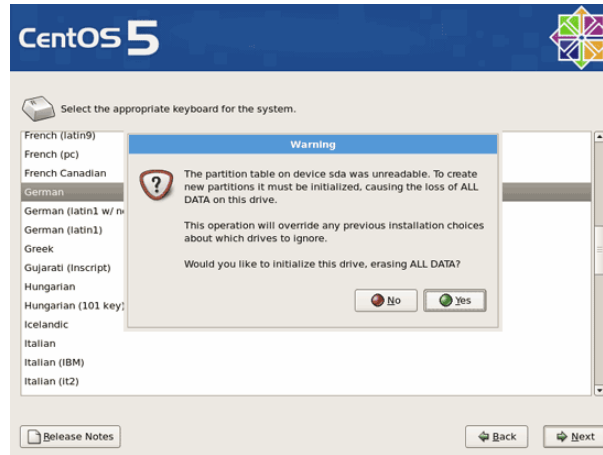 CentOS 5
Select the appropriate keyboard for the system.
French (latin9)
French (pc)
French Canadian
German
German (latin1 w/ n
German (latin1)
Greek
Gujarati (Inscript)
Hungarian
Hungarian (101 key)
Icelandic
Italian
Italian (IBM)
Italian (it2)
Warning
The partition table on device sda was unreadable. To create
new partitions it must be initialized, causing the loss of ALL
DATA on this drive.
This operation will override any previous installation choices
about which drives to ignore.
Would you like to initialize this drive, erasing ALL DATA?
No
Yes
Release Notes
Back
Next